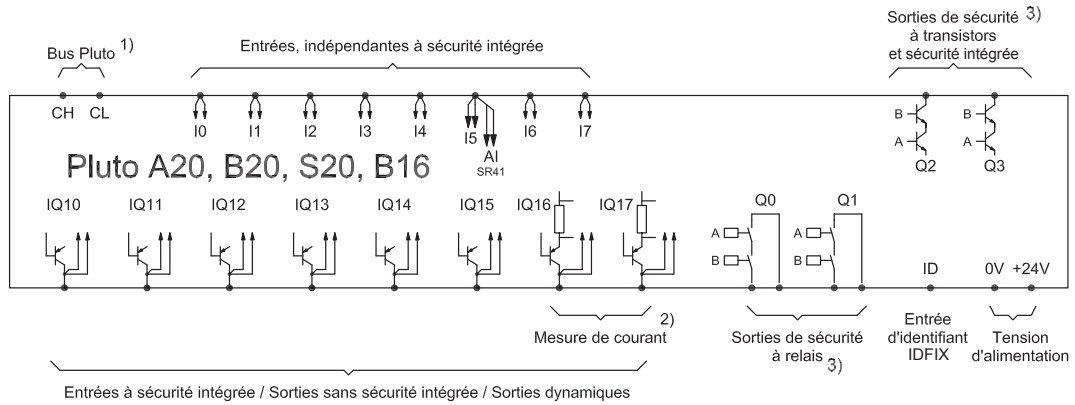 Sorties de sécurité 3)
à transistors
et sécurité intégrée
Bus Pluto 1)
Entrées, indépendantes à sécurité intégrée
CH CL
I0 I1 I2 I3 I4 I5 I6 I7
AI
SR41
B B
A A
Q2 Q3
Pluto A20, B20, S20, B16
IQ10 IQ11 IQ12 IQ13 IQ14 IQ15 IQ16 IQ17
Q0 Q1
A A
B B
ID 0V +24V
Mesure de courant 2)
Sorties de sécurité
à relais 3)
Entrée
d'identifiant
IDFIX
Tension
d'alimentation
Entrées à sécurité intégrée / Sorties sans sécurité intégrée / Sorties dynamiques